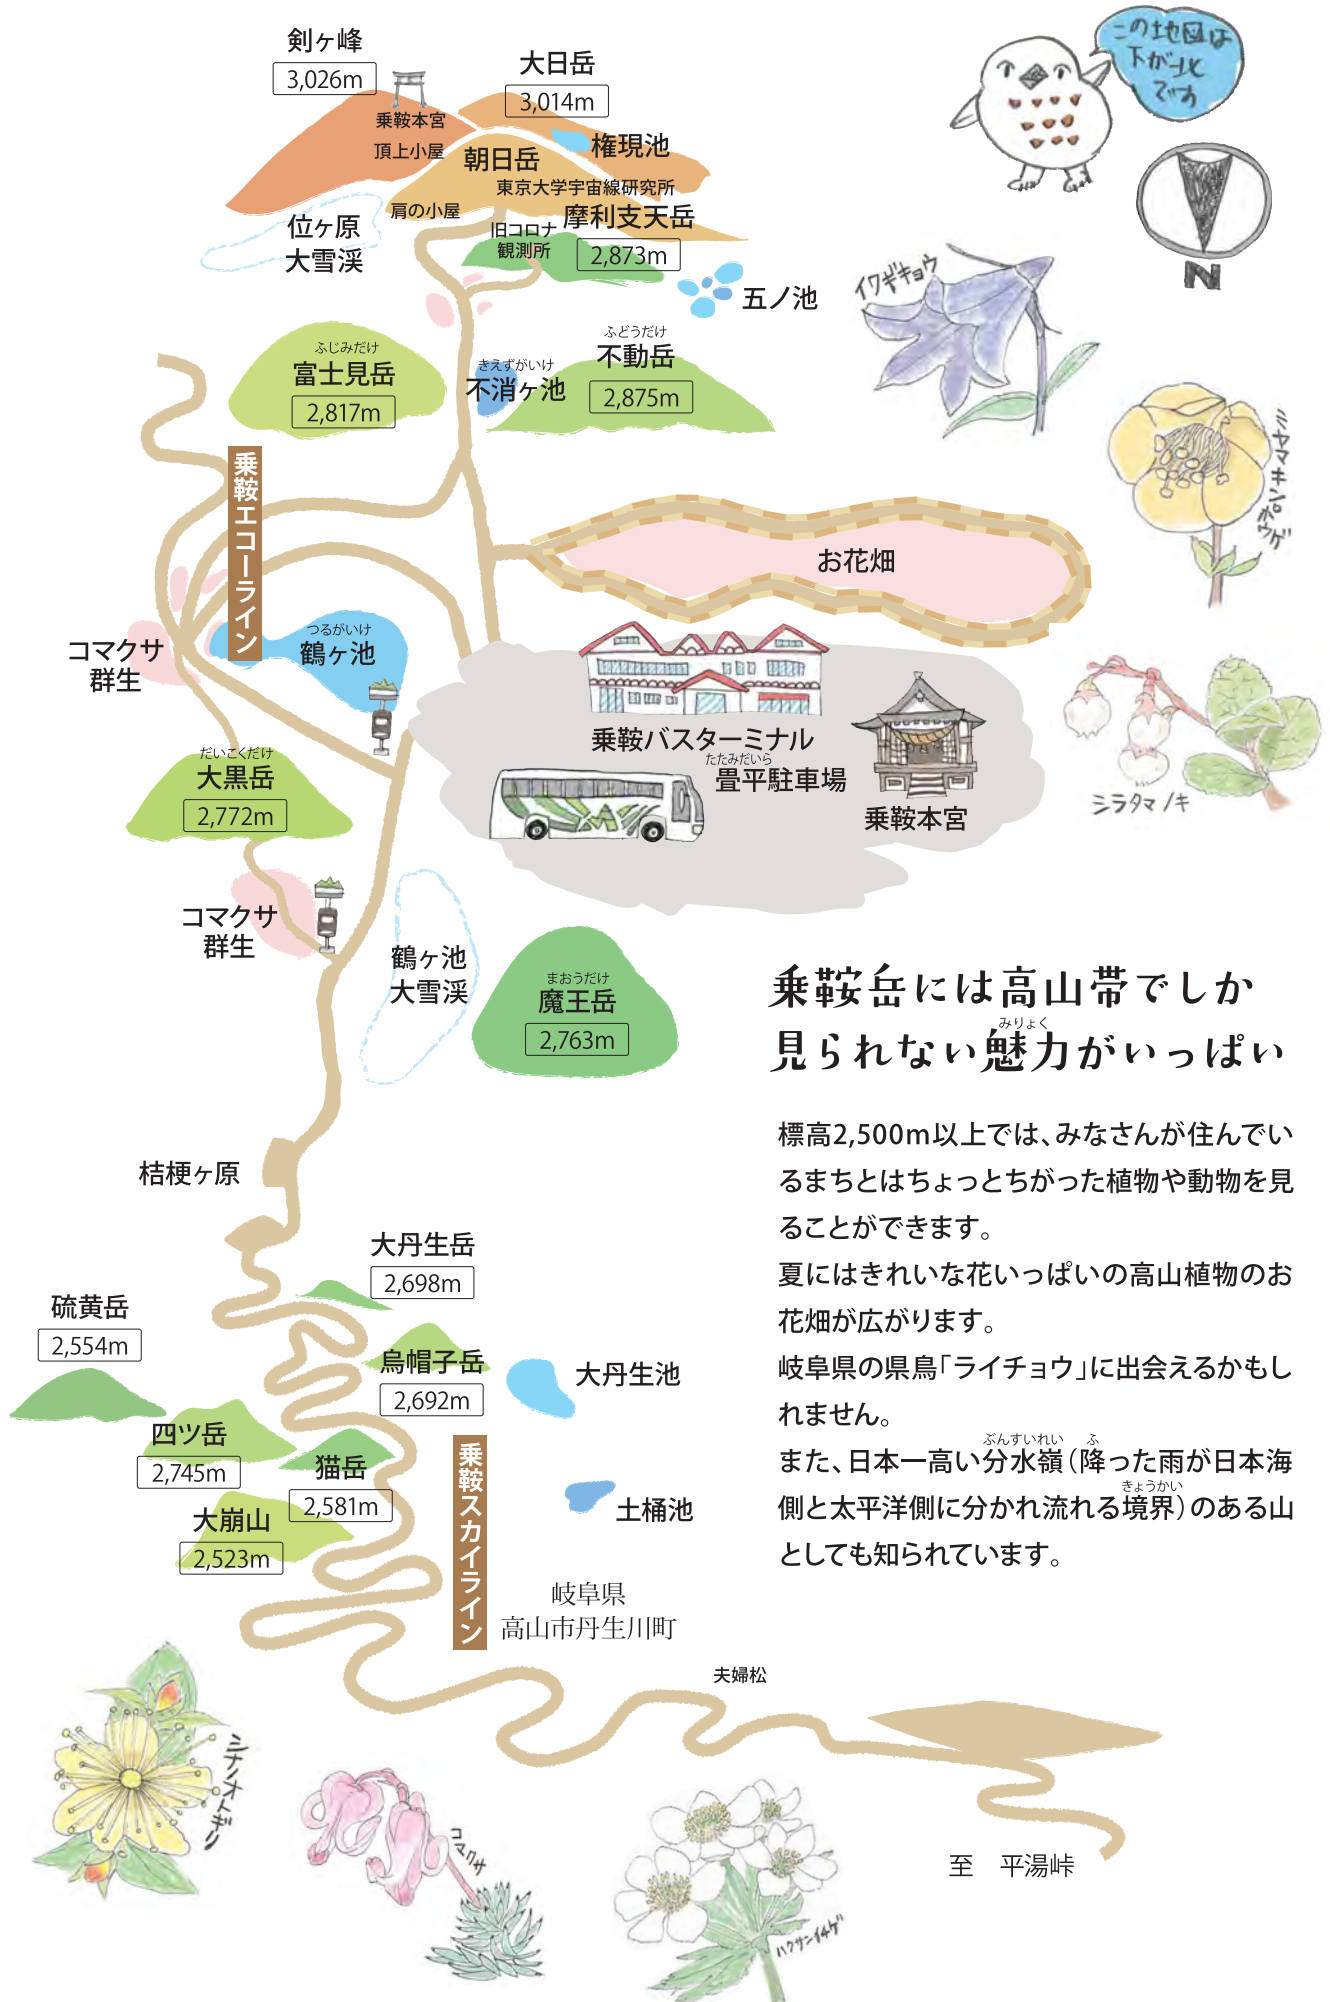 剣ヶ峰
3,026m
大日岳
3,014m
この地図は
下が北
です
N
乗鞍本宮
頂上小屋
朝日岳
権現池
東京大学宇宙線研究所
肩の小屋
摩利支天岳
2,873m
旧コロナ
観測所
位ヶ原
大雪渓
五ノ池
イワギキョウ
ふじみだけ
富士見岳
2,817m
きえずがいけ
不消ヶ池
ふどうだけ
不動岳
2,875m
ミヤマキンポウゲ
乗鞍エコーライン
お花畑
コマクサ
群生
つるがいけ
鶴ヶ池
乗鞍バスターミナル
たたみだいら
畳平駐車場
乗鞍本宮
シラタマノキ
だいこくだけ
大黒岳
2,772m
コマクサ
群生
鶴ヶ池
大雪渓
まおうだけ
魔王岳
2,763m
乗鞍岳には高山帯でしか
みりょく
見られない魅力がいっぱい
標高2,500m以上では、みなさんが住んでい
るまちとはちょっとちがった植物や動物を見
ることができます。
夏にはきれいな花いっぱいの高山植物のお
花畑が広がります。
岐阜県の県鳥「ライチョウ」に出会えるかもし
れません。
ぶんすいれい ふ
また、日本一高い分水嶺(降った雨が日本海
きょうかい
側と太平洋側に分かれ流れる境界)のある山
としても知られています。
桔梗ヶ原
大丹生岳
2,698m
硫黄岳
2,554m
烏帽子岳
2,692m
大丹生池
四ツ岳
2,745m
猫岳
2,581m
大崩山
2,523m
乗鞍スカイライン
土桶池
岐阜県
高山市丹生川町
夫婦松
至 平湯峠
シナノオトギリ
コマクサ
ハクサンイチゲ